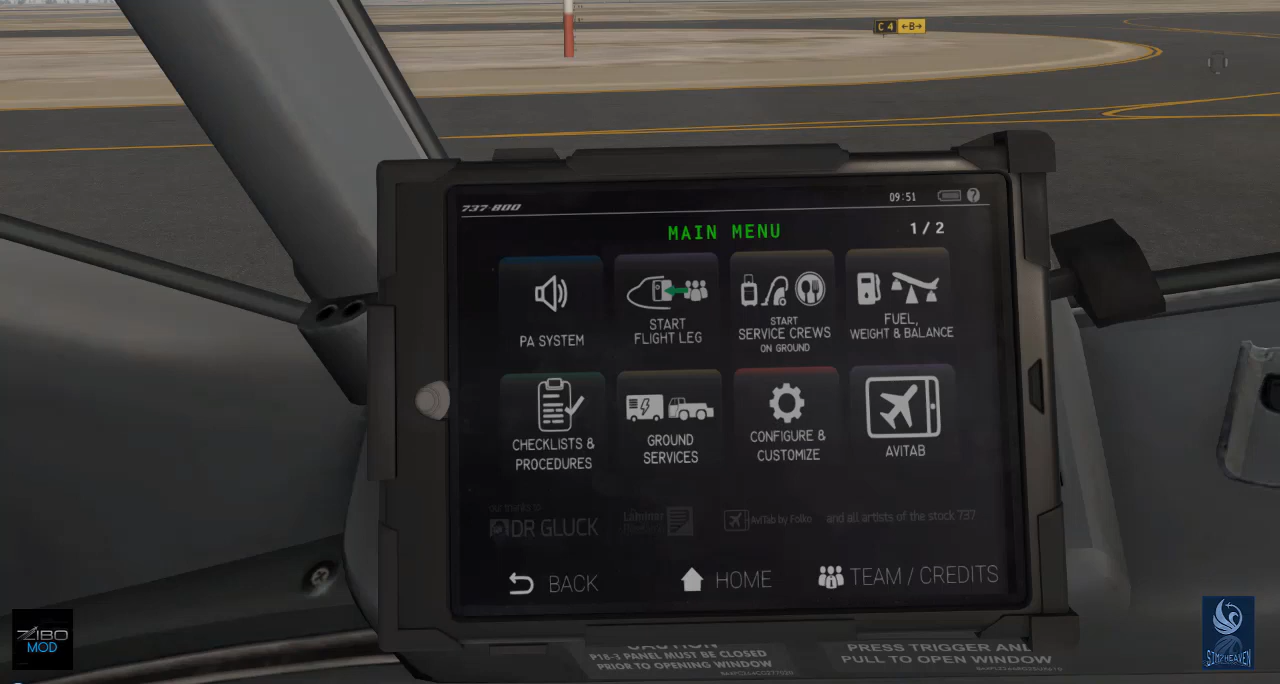 C 4 ←B→
737-800
09:51
?
MAIN MENU
1 / 2
PA SYSTEM
START
FLIGHT LEG
START
SERVICE CREWS
ON GROUND
FUEL,
WEIGHT & BALANCE
CHECKLISTS &
PROCEDURES
GROUND
SERVICES
CONFIGURE &
CUSTOMIZE
AVITAB
our thanks to
DR GLUCK
Laminar
AviTab by Folko
and all artists of the stock 737
BACK
HOME
TEAM / CREDITS
CAUTION
P18-3 PANEL MUST BE CLOSED
PRIOR TO OPENING WINDOW
PRESS TRIGGER AND
PULL TO OPEN WINDOW
ZIBO
MOD
SIMHEAVEN